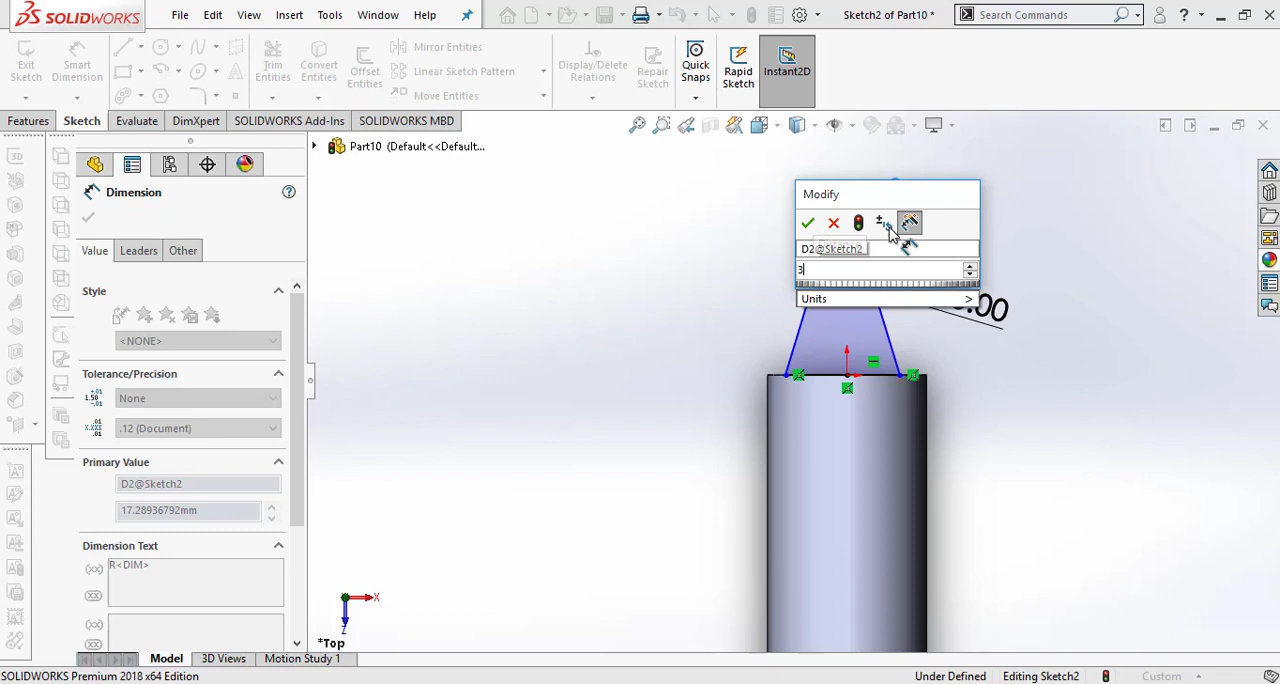 SOLIDWORKS File Edit View Insert Tools Window Help Sketch2 of Part10 * Search Commands ?
Exit Sketch Smart Dimension Trim Entities Convert Entities Offset Entities Mirror Entities Linear Sketch Pattern Move Entities Display/Delete Relations Repair Sketch Quick Snaps Rapid Sketch Instant2D
Features Sketch Evaluate DimXpert SOLIDWORKS Add-Ins SOLIDWORKS MBD
Part10 (Default<<Default...
Dimension
Value Leaders Other
Style
<NONE>
Tolerance/Precision
None
.12 (Document)
Primary Value
D2@Sketch2
17.28936792mm
Dimension Text
R<DIM>
Modify
D2@Sketch2
3
Units >
.00
X
Z
*Top
Model 3D Views Motion Study 1
SOLIDWORKS Premium 2018 x64 Edition Under Defined Editing Sketch2 Custom